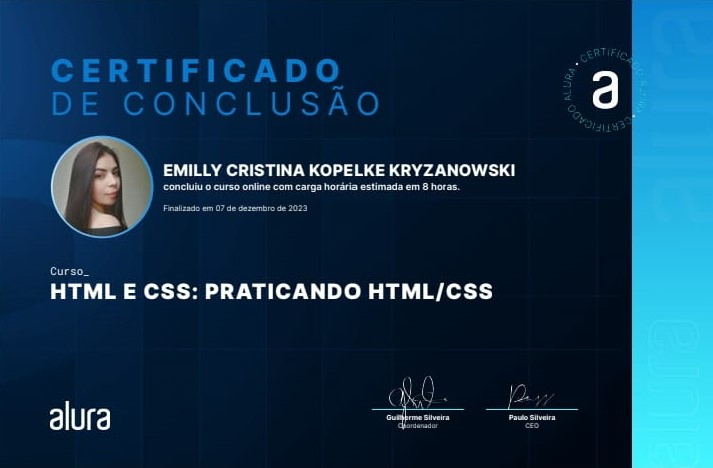 CERTIFICADO
DE CONCLUSÃO
a
EMILLY CRISTINA KOPELKE KRYZANOWSKI
concluiu o curso online com carga horária estimada em 8 horas.
Finalizado em 07 de dezembro de 2023
Curso_
HTML E CSS: PRATICANDO HTML/CSS
alura
Guilherme Silveira
Coordenador
Paulo Silveira
CEO
alura
alura